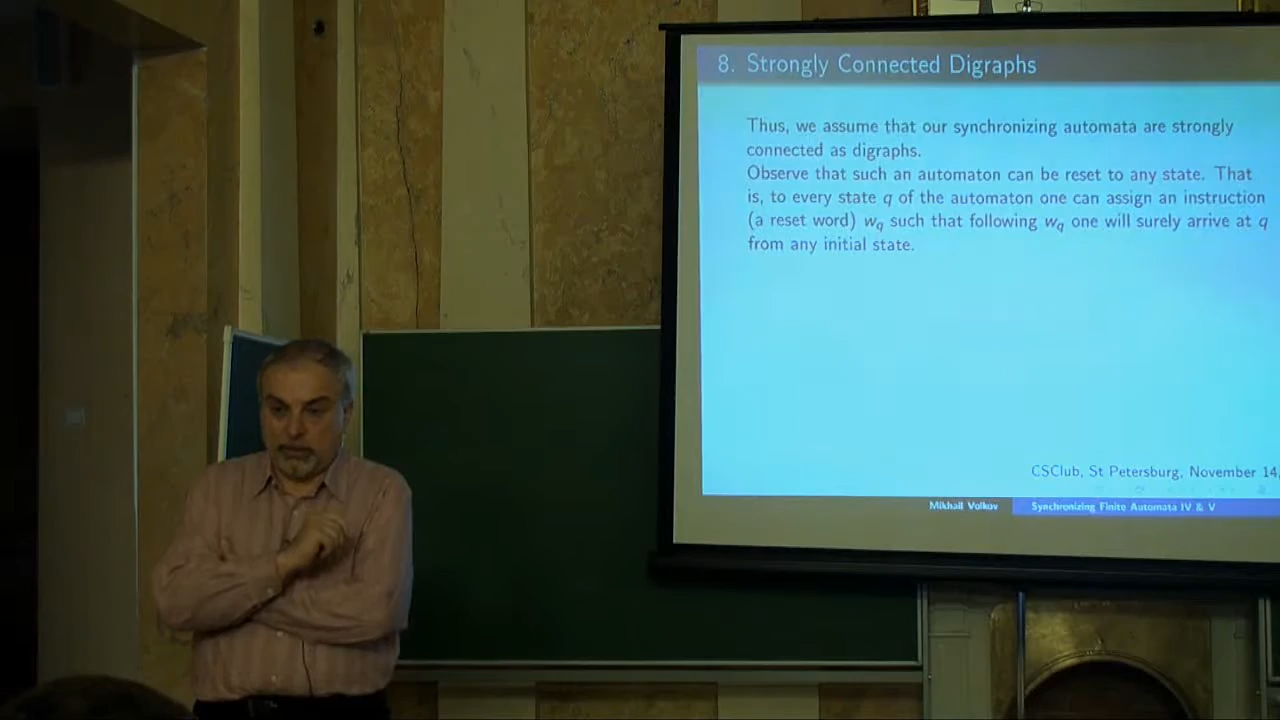 8. Strongly Connected Digraphs
Thus, we assume that our synchronizing automata are strongly
connected as digraphs.
Observe that such an automaton can be reset to any state. That
is, to every state q of the automaton one can assign an instruction
(a reset word) w_q such that following w_q one will surely arrive at q
from any initial state.
CSClub, St Petersburg, November 14,
Mikhail Volkov
Synchronizing Finite Automata IV & V